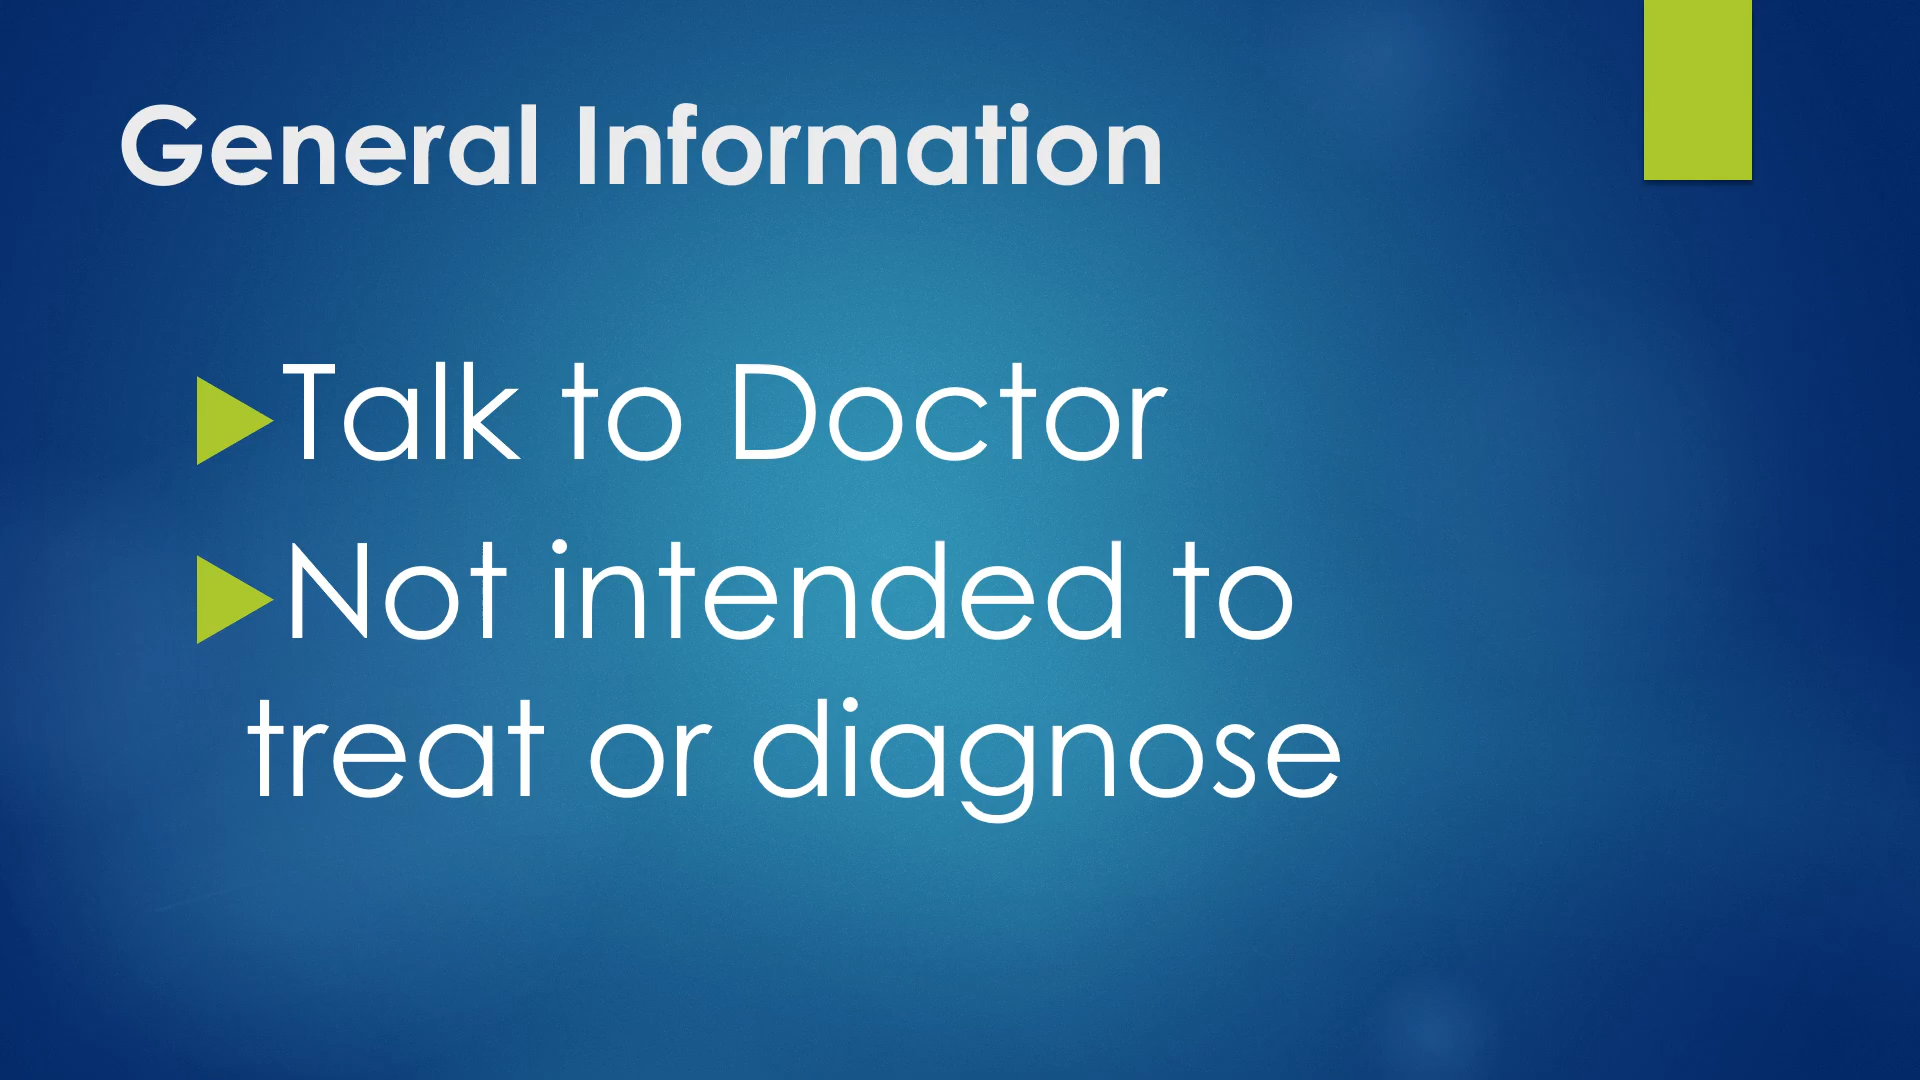 General Information
Talk to Doctor
Not intended to
treat or diagnose